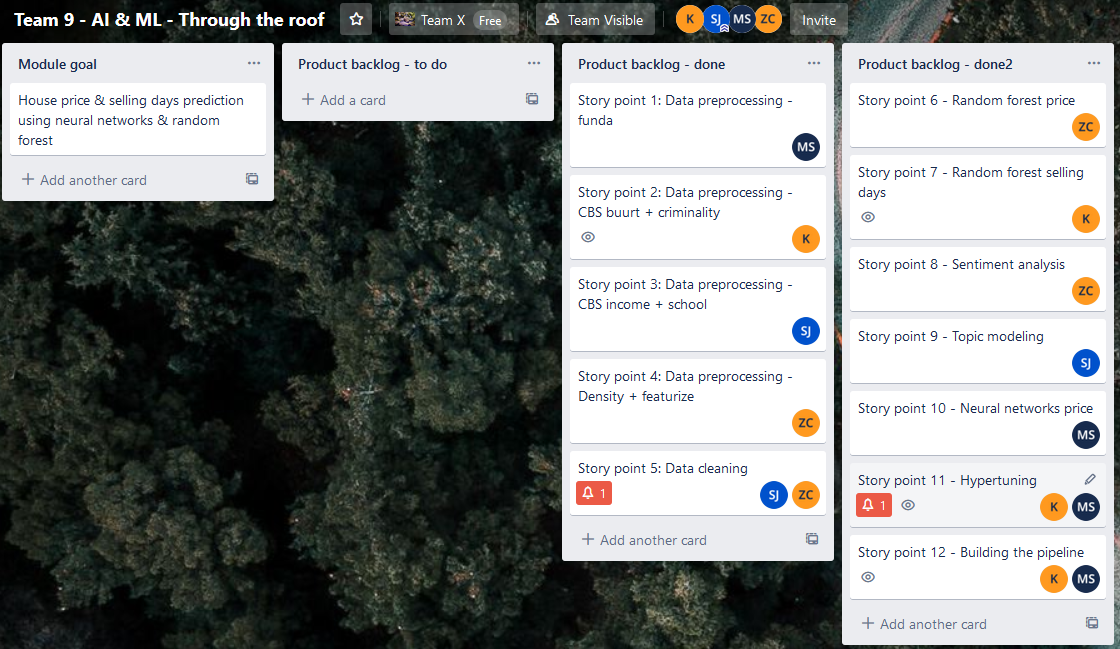 Team 9 - AI & ML - Through the roof
Team X Free
Team Visible
K SJ MS ZC
Invite
Module goal
House price & selling days prediction
using neural networks & random
forest
Add another card
Product backlog - to do
Add a card
Product backlog - done
Story point 1: Data preprocessing -
funda
MS
Story point 2: Data preprocessing -
CBS buurt + criminality
K
Story point 3: Data preprocessing -
CBS income + school
SJ
Story point 4: Data preprocessing -
Density + featurize
ZC
Story point 5: Data cleaning
1 SJ ZC
Add another card
Product backlog - done2
Story point 6 - Random forest price
ZC
Story point 7 - Random forest selling
days
K
Story point 8 - Sentiment analysis
ZC
Story point 9 - Topic modeling
SJ
Story point 10 - Neural networks price
MS
Story point 11 - Hypertuning
1 K MS
Story point 12 - Building the pipeline
K MS
Add another card